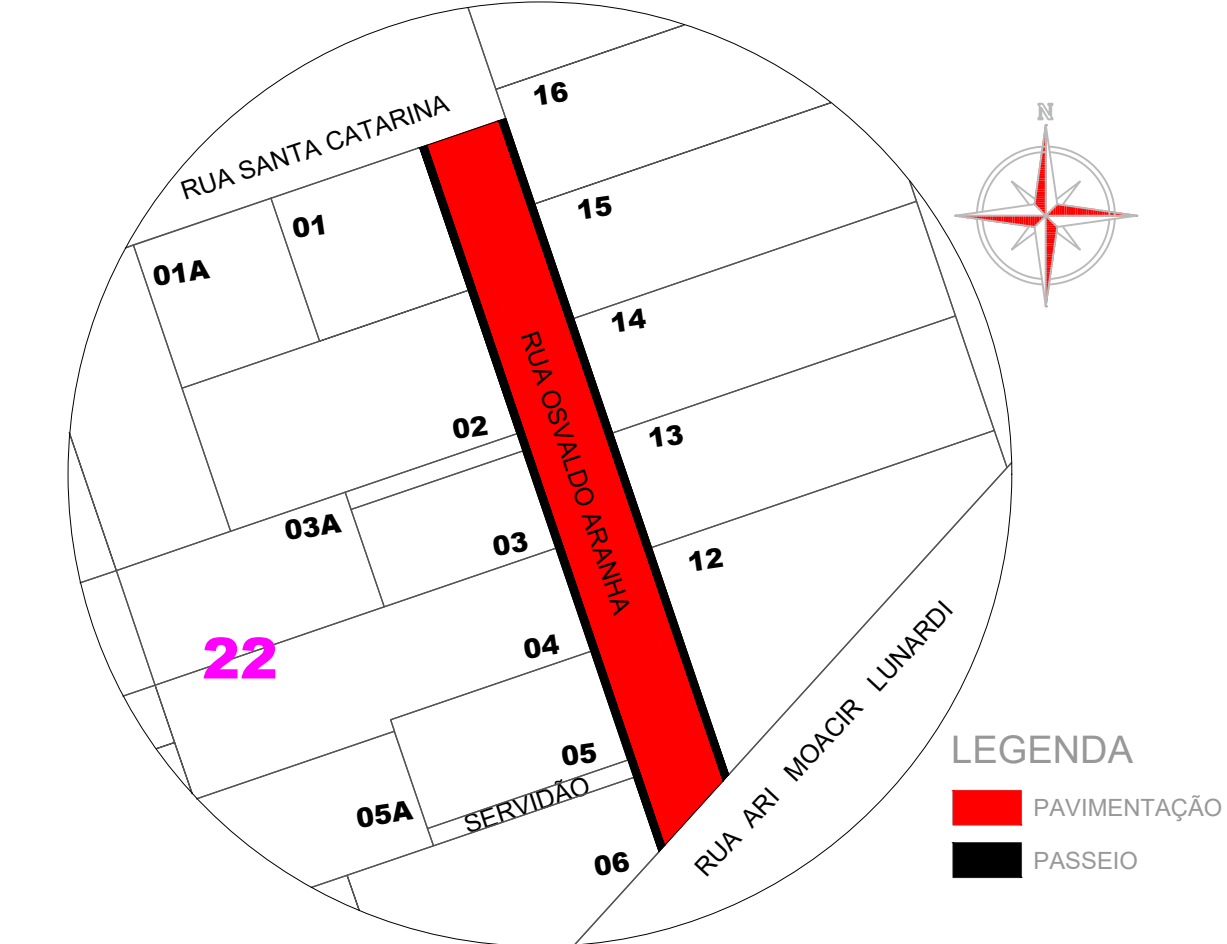 N
16
RUA SANTA CATARINA
15
01
01A
14
RUA OSVALDO ARANHA
02
13
03A
03
12
22
04
RUA ARI MOACIR LUNARDI
05
SERVIDÃO
05A
06
LEGENDA
PAVIMENTAÇÃO
PASSEIO